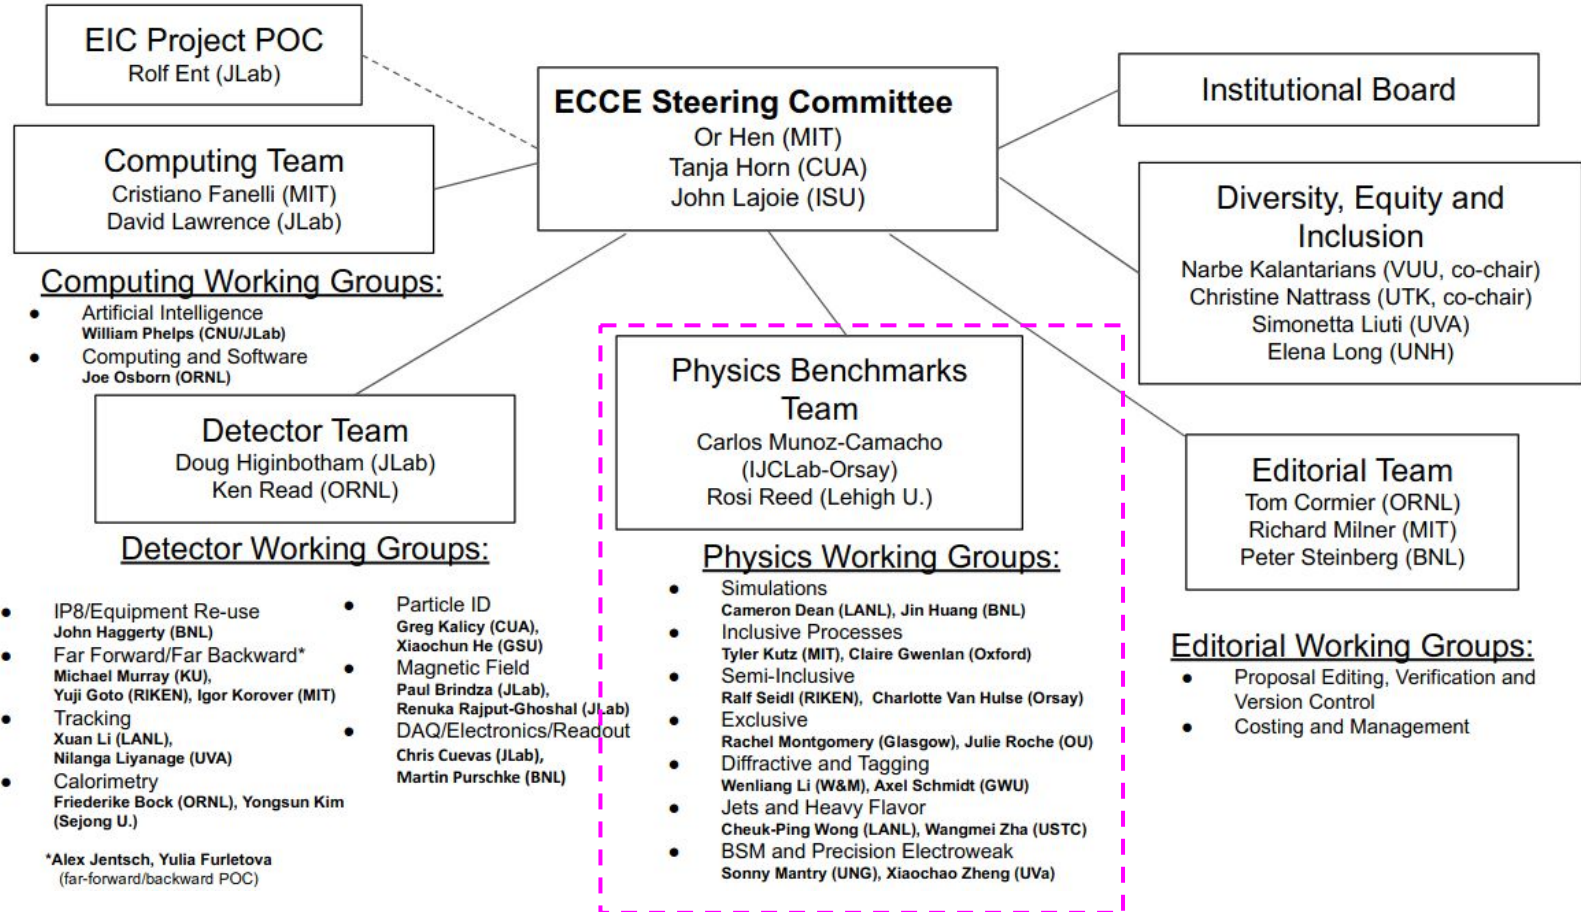 EIC Project POC
Rolf Ent (JLab)
Computing Team
Cristiano Fanelli (MIT)
David Lawrence (JLab)
Computing Working Groups:
● Artificial Intelligence
William Phelps (CNU/JLab)
● Computing and Software
Joe Osborn (ORNL)
ECCE Steering Committee
Or Hen (MIT)
Tanja Horn (CUA)
John Lajoie (ISU)
Institutional Board
Diversity, Equity and
Inclusion
Narbe Kalantarians (VUU, co-chair)
Christine Nattrass (UTK, co-chair)
Simonetta Liuti (UVA)
Elena Long (UNH)
Detector Team
Doug Higinbotham (JLab)
Ken Read (ORNL)
Detector Working Groups:
● IP8/Equipment Re-use
John Haggerty (BNL)
● Far Forward/Far Backward*
Michael Murray (KU),
Yuji Goto (RIKEN), Igor Korover (MIT)
● Tracking
Xuan Li (LANL),
Nilanga Liyanage (UVA)
● Calorimetry
Friederike Bock (ORNL), Yongsun Kim
(Sejong U.)
*Alex Jentsch, Yulia Furletova
(far-forward/backward POC)
● Particle ID
Greg Kalicy (CUA),
Xiaochun He (GSU)
● Magnetic Field
Paul Brindza (JLab),
Renuka Rajput-Ghoshal (JLab)
● DAQ/Electronics/Readout
Chris Cuevas (JLab),
Martin Purschke (BNL)
Physics Benchmarks
Team
Carlos Munoz-Camacho
(IJCLab-Orsay)
Rosi Reed (Lehigh U.)
Physics Working Groups:
● Simulations
Cameron Dean (LANL), Jin Huang (BNL)
● Inclusive Processes
Tyler Kutz (MIT), Claire Gwenlan (Oxford)
● Semi-Inclusive
Ralf Seidl (RIKEN), Charlotte Van Hulse (Orsay)
● Exclusive
Rachel Montgomery (Glasgow), Julie Roche (OU)
● Diffractive and Tagging
Wenliang Li (W&M), Axel Schmidt (GWU)
● Jets and Heavy Flavor
Cheuk-Ping Wong (LANL), Wangmei Zha (USTC)
● BSM and Precision Electroweak
Sonny Mantry (UNG), Xiaochao Zheng (UVa)
Editorial Team
Tom Cormier (ORNL)
Richard Milner (MIT)
Peter Steinberg (BNL)
Editorial Working Groups:
● Proposal Editing, Verification and
Version Control
● Costing and Management